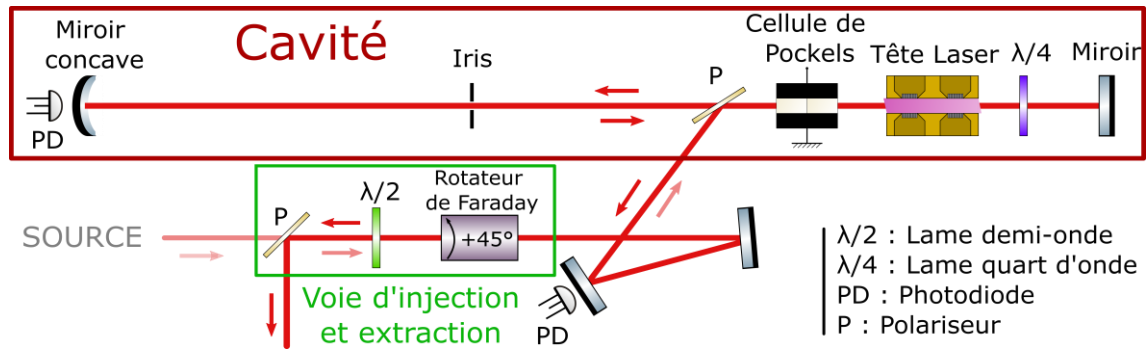 Miroir
concave
Cavité
Iris
P
Cellule de
Pockels
Tête Laser
λ/4
Miroir
PD
SOURCE
P
λ/2
Rotateur
de Faraday
+45°
Voie d'injection
et extraction
PD
λ/2 : Lame demi-onde
λ/4 : Lame quart d'onde
PD : Photodiode
P : Polariseur